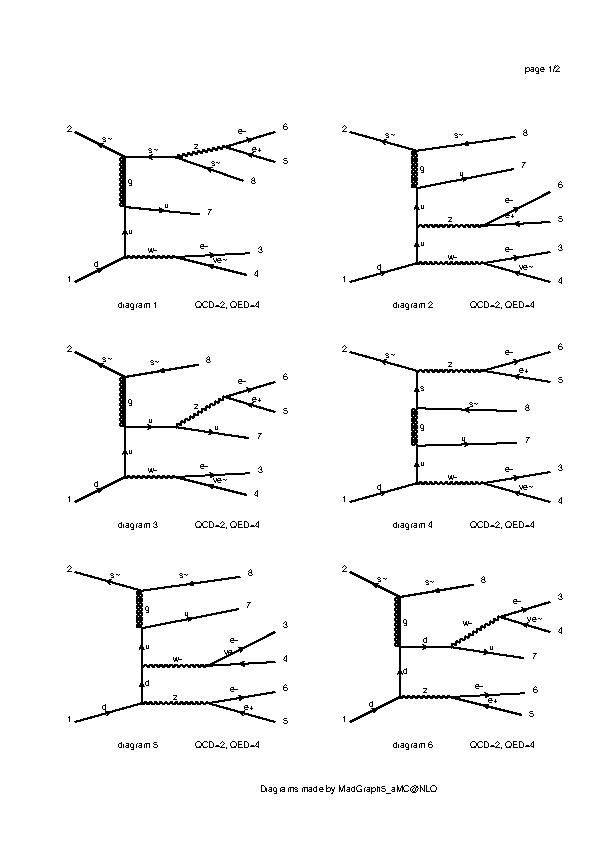 page 1/2
2 s~ s~ z e- 6
e+ 5
g s~ 8
u 7
u
d w- e- 3
1 ve~ 4
diagram 1 QCD=2, QED=4
2 s~ s~ 8
g u 7
u z e- 6
e+ 5
u
d w- e- 3
1 ve~ 4
diagram 2 QCD=2, QED=4
2 s~ s~ 8
g z e- 6
e+ 5
u u 7
u
d w- e- 3
1 ve~ 4
diagram 3 QCD=2, QED=4
2 s~ z e- 6
e+ 5
s
s~ 8
g
u 7
u
d w- e- 3
1 ve~ 4
diagram 4 QCD=2, QED=4
2 s~ s~ 8
g u 7
u e- 3
w- ve~ 4
d
d z e- 6
1 e+ 5
diagram 5 QCD=2, QED=4
2 s~ s~ 8
g w- e- 3
ve~ 4
d u 7
d
d z e- 6
1 e+ 5
diagram 6 QCD=2, QED=4
Diagrams made by MadGraph5_aMC@NLO